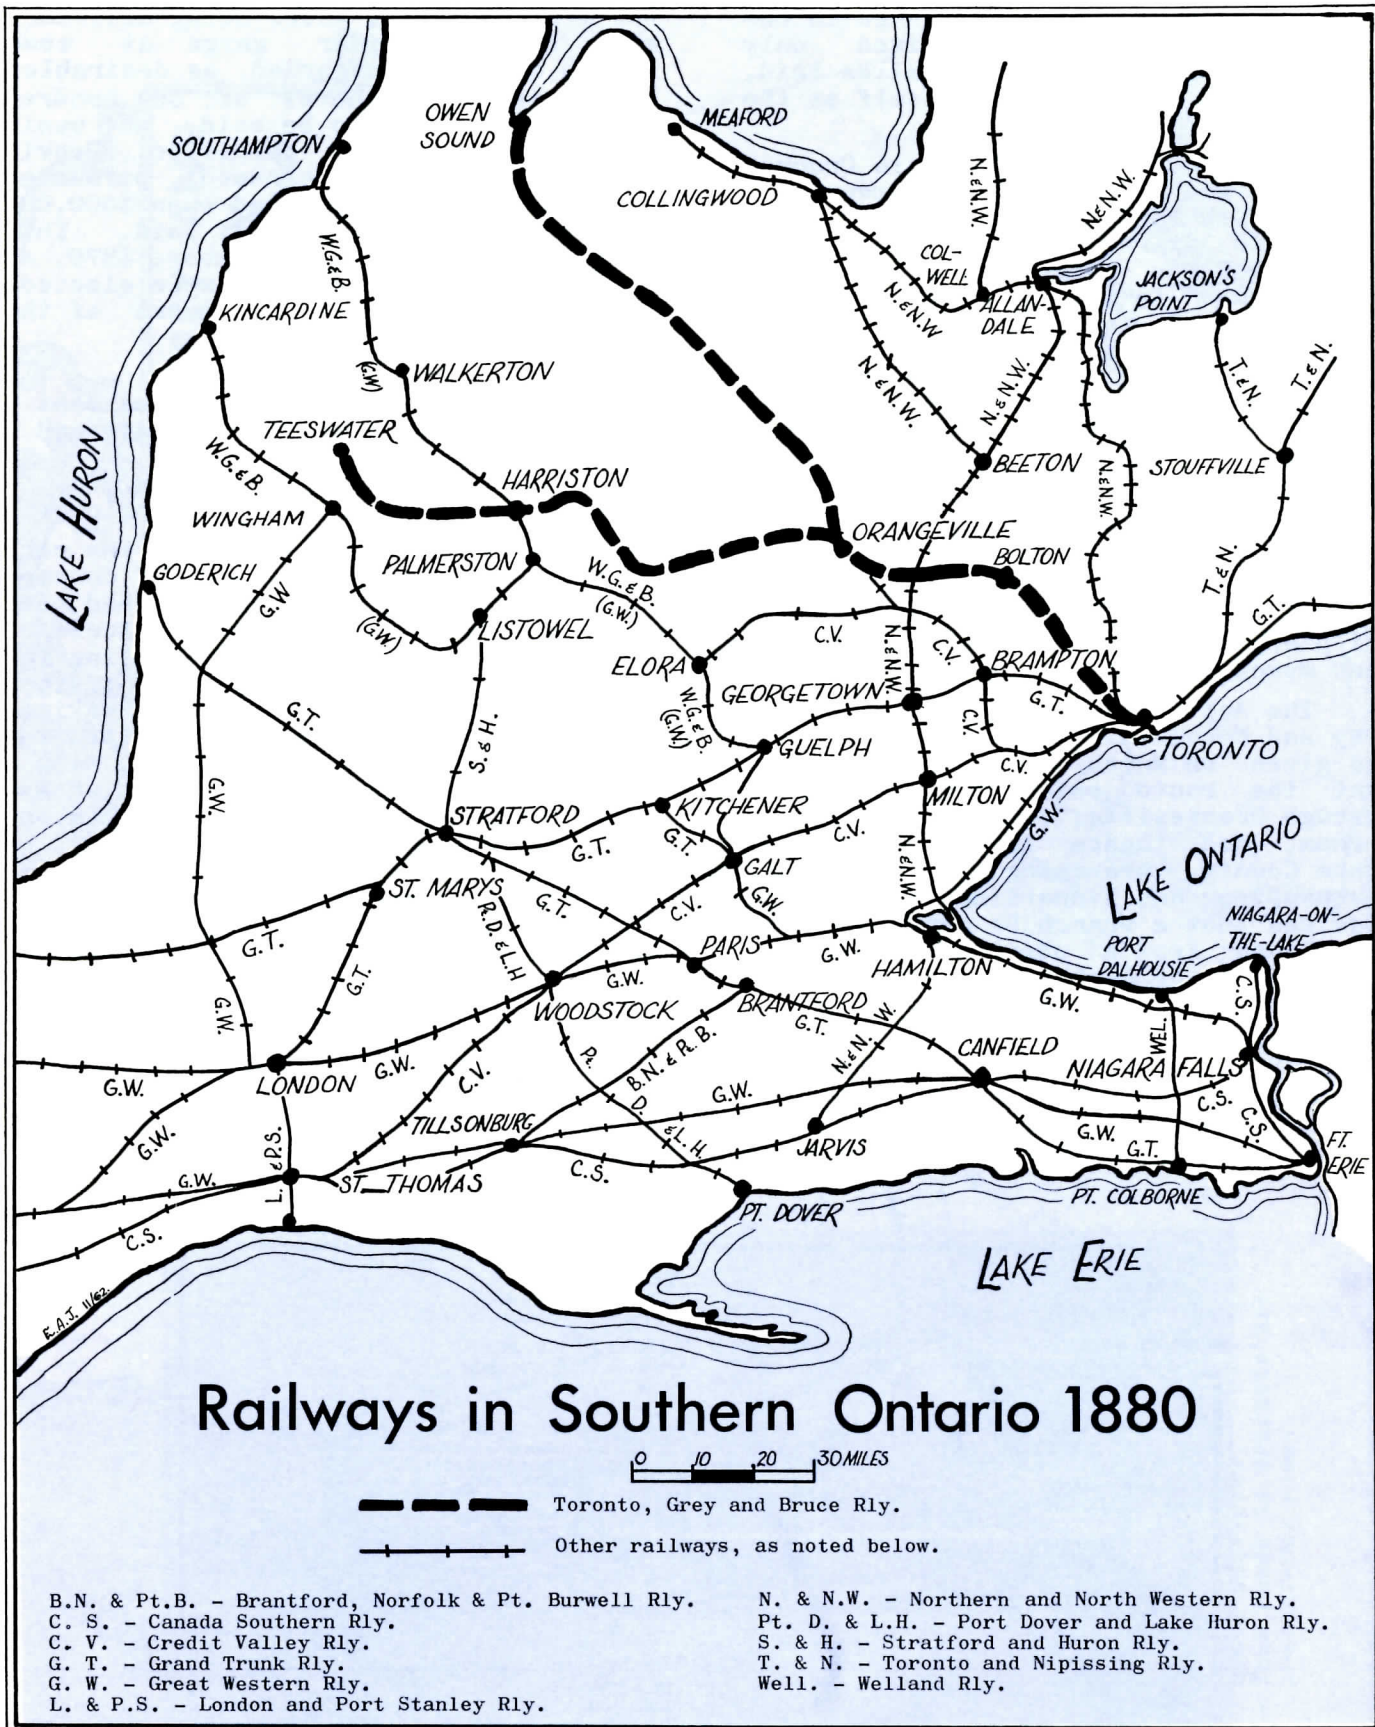 OWEN
SOUND
SOUTHAMPTON
MEAFORD
COLLINGWOOD
N.&N.W.
N.&N.W.
COL-
WELL
N.&N.W
ALLAN-
DALE
JACKSON'S
POINT
W.G.&B.
(G.W)
KINCARDINE
WALKERTON
N.&N.W.
N.&N.W.
T.&N.
T.&N.
TEESWATER
W.G.&B.
HARRISTON
BEETON
N.&N.W.
STOUFFVILLE
LAKE HURON
WINGHAM
ORANGEVILLE
BOLTON
GODERICH
PALMERSTON
W.G.&B.
(G.W.)
G.W
(G.W.)
LISTOWEL
C.V.
N.&N.W.
C.V.
T.&N.
G.T.
ELORA
BRAMPTON
GEORGETOWN
G.T.
W.G.&B.
(G.W.)
C.V.
G.T.
S.&H.
GUELPH
TORONTO
C.V.
G.W.
STRATFORD
KITCHENER
MILTON
G.T.
G.T.
C.V.
G.W.
GALT
N.&N.W.
LAKE ONTARIO
ST. MARYS
P.D.&L.H
G.T.
C.V.
G.W.
G.T.
PARIS
G.W.
NIAGARA-ON-
THE-LAKE
PORT
DALHOUSIE
HAMILTON
G.T.
G.W.
G.W.
WOODSTOCK
BRANTFORD
G.T.
G.W.
C.S.
N.&N.W.
WEL.
CANFIELD
NIAGARA FALLS
G.W.
LONDON
G.W.
C.V.
Pt.
D.
&L.H.
B.N.&Pt.B.
G.W.
C.S.
C.S.
G.W.
TILLSONBURG
JARVIS
G.W.
G.T.
FT.
ERIE
L.&P.S.
G.W.
ST. THOMAS
C.S.
PT. DOVER
PT. COLBORNE
C.S.
LAKE ERIE
E.A.J. 11/62.
Railways in Southern Ontario 1880
0 10 20 30 MILES
Toronto, Grey and Bruce Rly.
Other railways, as noted below.
B.N. & Pt.B. - Brantford, Norfolk & Pt. Burwell Rly.
C. S. - Canada Southern Rly.
C. V. - Credit Valley Rly.
G. T. - Grand Trunk Rly.
G. W. - Great Western Rly.
L. & P.S. - London and Port Stanley Rly.
N. & N.W. - Northern and North Western Rly.
Pt. D. & L.H. - Port Dover and Lake Huron Rly.
S. & H. - Stratford and Huron Rly.
T. & N. - Toronto and Nipissing Rly.
Well. - Welland Rly.